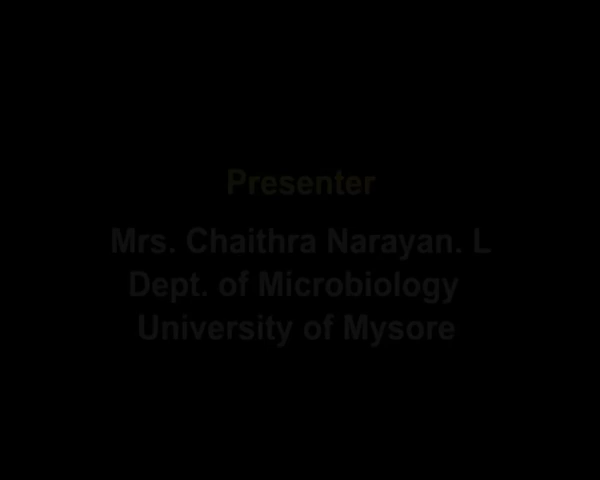 Presenter
Mrs. Chaithra Narayan. L
Dept. of Microbiology
University of Mysore